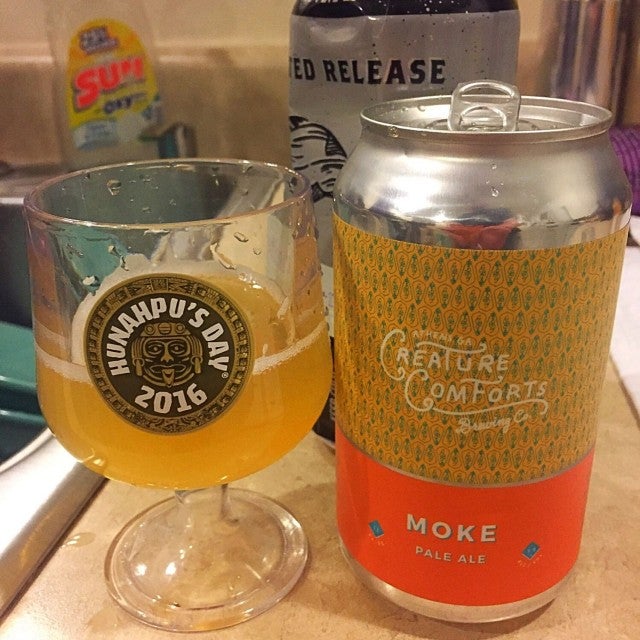 SUN
OXY
TED RELEASE
HUNAHPU'S DAY
2016
ATHENS GA
CREATURE
COMFORTS
Brewing Co.
MOKE
PALE ALE